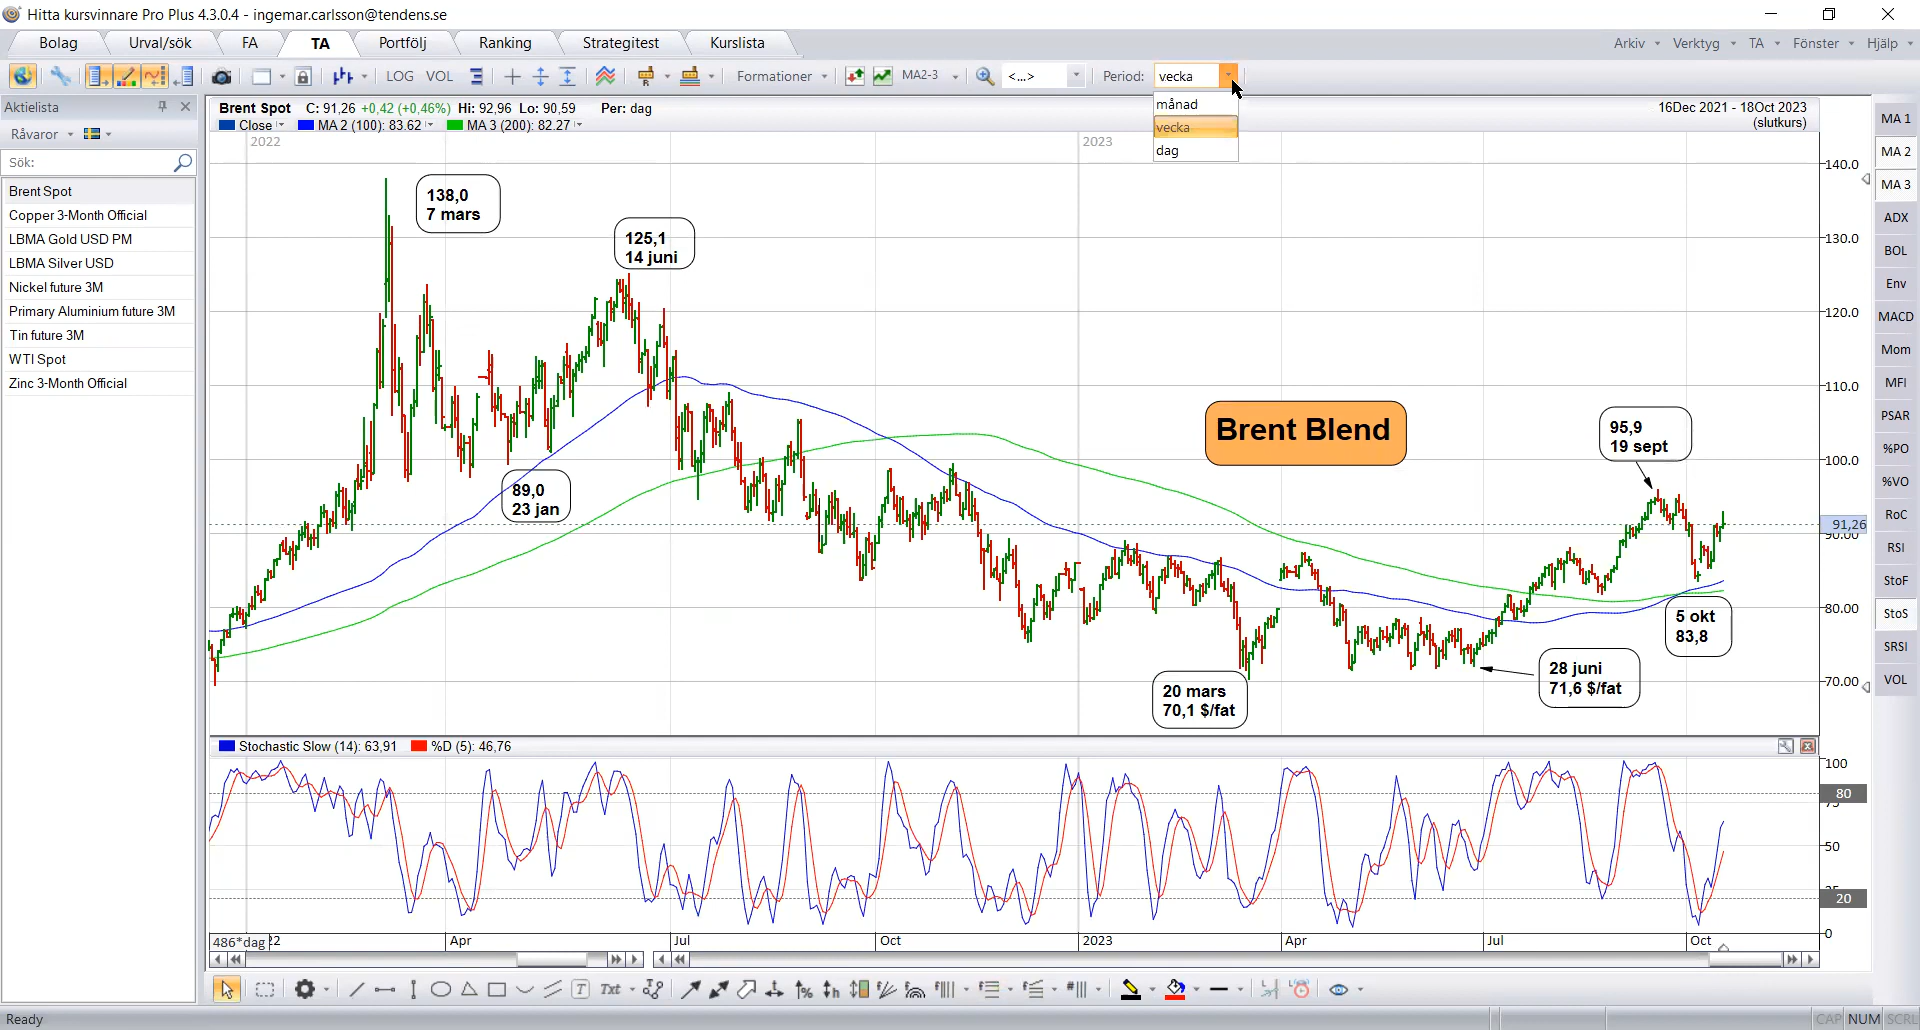 Hitta kursvinnare Pro Plus 4.3.0.4 - ingemar.carlsson@tendens.se
Bolag Urval/sök FA TA Portfölj Ranking Strategitest Kurslista
Arkiv Verktyg TA Fönster Hjälp
LOG VOL Formationer MA2-3 <...> Period: vecka
månad
vecka
dag
Aktielista
Råvaror
Sök:
Brent Spot
Copper 3-Month Official
LBMA Gold USD PM
LBMA Silver USD
Nickel future 3M
Primary Aluminium future 3M
Tin future 3M
WTI Spot
Zinc 3-Month Official
Brent Spot C: 91,26 +0,42 (+0,46%) Hi: 92,96 Lo: 90,59 Per: dag
16Dec 2021 - 18Oct 2023
(slutkurs)
Close MA 2 (100): 83.62 MA 3 (200): 82.27
2022 2023
138,0
7 mars
125,1
14 juni
89,0
23 jan
Brent Blend
95,9
19 sept
5 okt
83,8
28 juni
71,6 $/fat
20 mars
70,1 $/fat
140.0
130.0
120.0
110.0
100.0
91,26
90.00
80.00
70.00
Stochastic Slow (14): 63,91 %D (5): 46,76
100
80
75
50
25
20
0
486*dag 22 Apr Jul Oct 2023 Apr Jul Oct
MA 1
MA 2
MA 3
ADX
BOL
Env
MACD
Mom
MFI
PSAR
%PO
%VO
RoC
RSI
StoF
StoS
SRSI
VOL
T Txt
Ready
CAP NUM SCRL